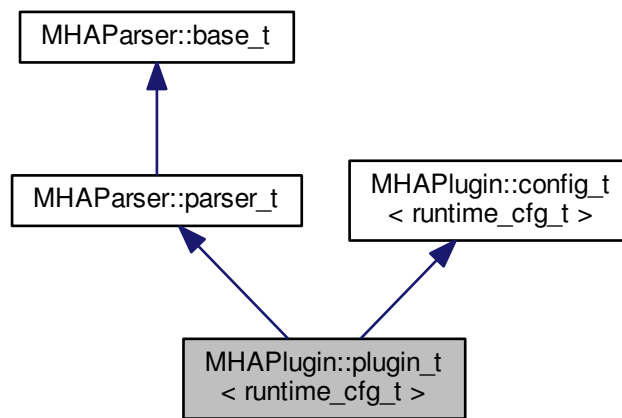 MHAParser::base_t
MHAParser::parser_t
MHAPlugin::config_t
< runtime_cfg_t >
MHAPlugin::plugin_t
< runtime_cfg_t >